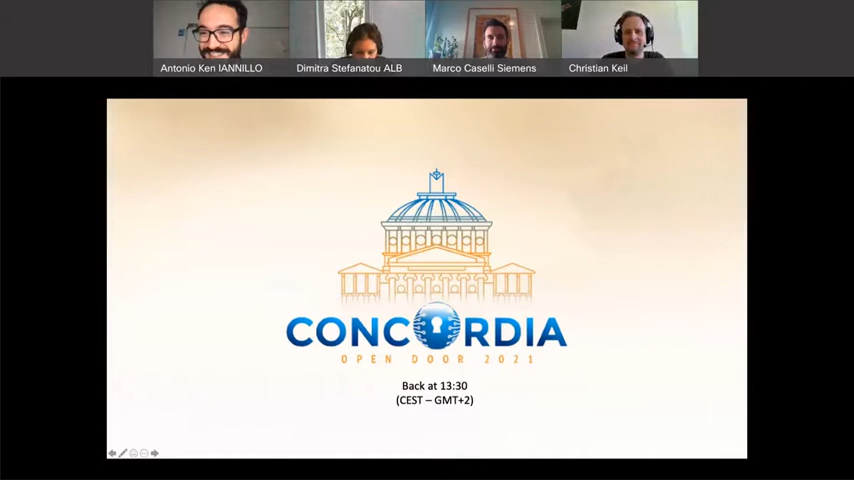 Antonio Ken IANNILLO
Dimitra Stefanatou ALB
Marco Caselli Siemens
Christian Keil
CONCORDIA
OPEN DOOR 2021
Back at 13:30
(CEST – GMT+2)